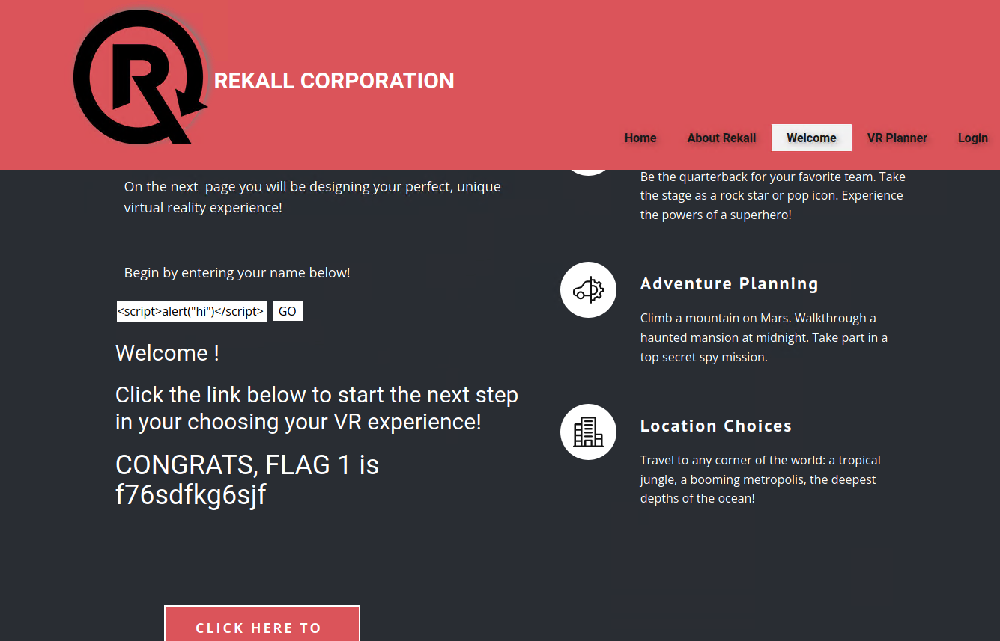 REKALL CORPORATION
Home About Rekall Welcome VR Planner Login
On the next page you will be designing your perfect, unique
virtual reality experience!
Begin by entering your name below!
<script>alert("hi")</script> GO
Welcome !
Click the link below to start the next step
in your choosing your VR experience!
CONGRATS, FLAG 1 is
f76sdfkg6sjf
CLICK HERE TO
Be the quarterback for your favorite team. Take
the stage as a rock star or pop icon. Experience
the powers of a superhero!
Adventure Planning
Climb a mountain on Mars. Walkthrough a
haunted mansion at midnight. Take part in a
top secret spy mission.
Location Choices
Travel to any corner of the world: a tropical
jungle, a booming metropolis, the deepest
depths of the ocean!